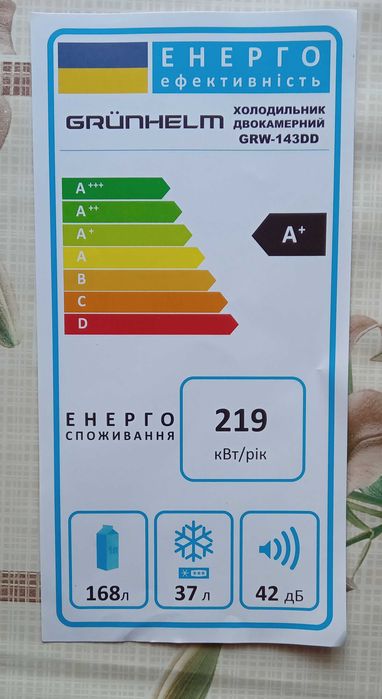 ЕНЕРГО
ефективність
GRÜNHELM
ХОЛОДИЛЬНИК
ДВОКАМЕРНИЙ
GRW-143DD
A+++
A++
A+
A
B
C
D
A+
ЕНЕРГО
СПОЖИВАННЯ
219
кВт/рік
168л
37 л
42 дБ